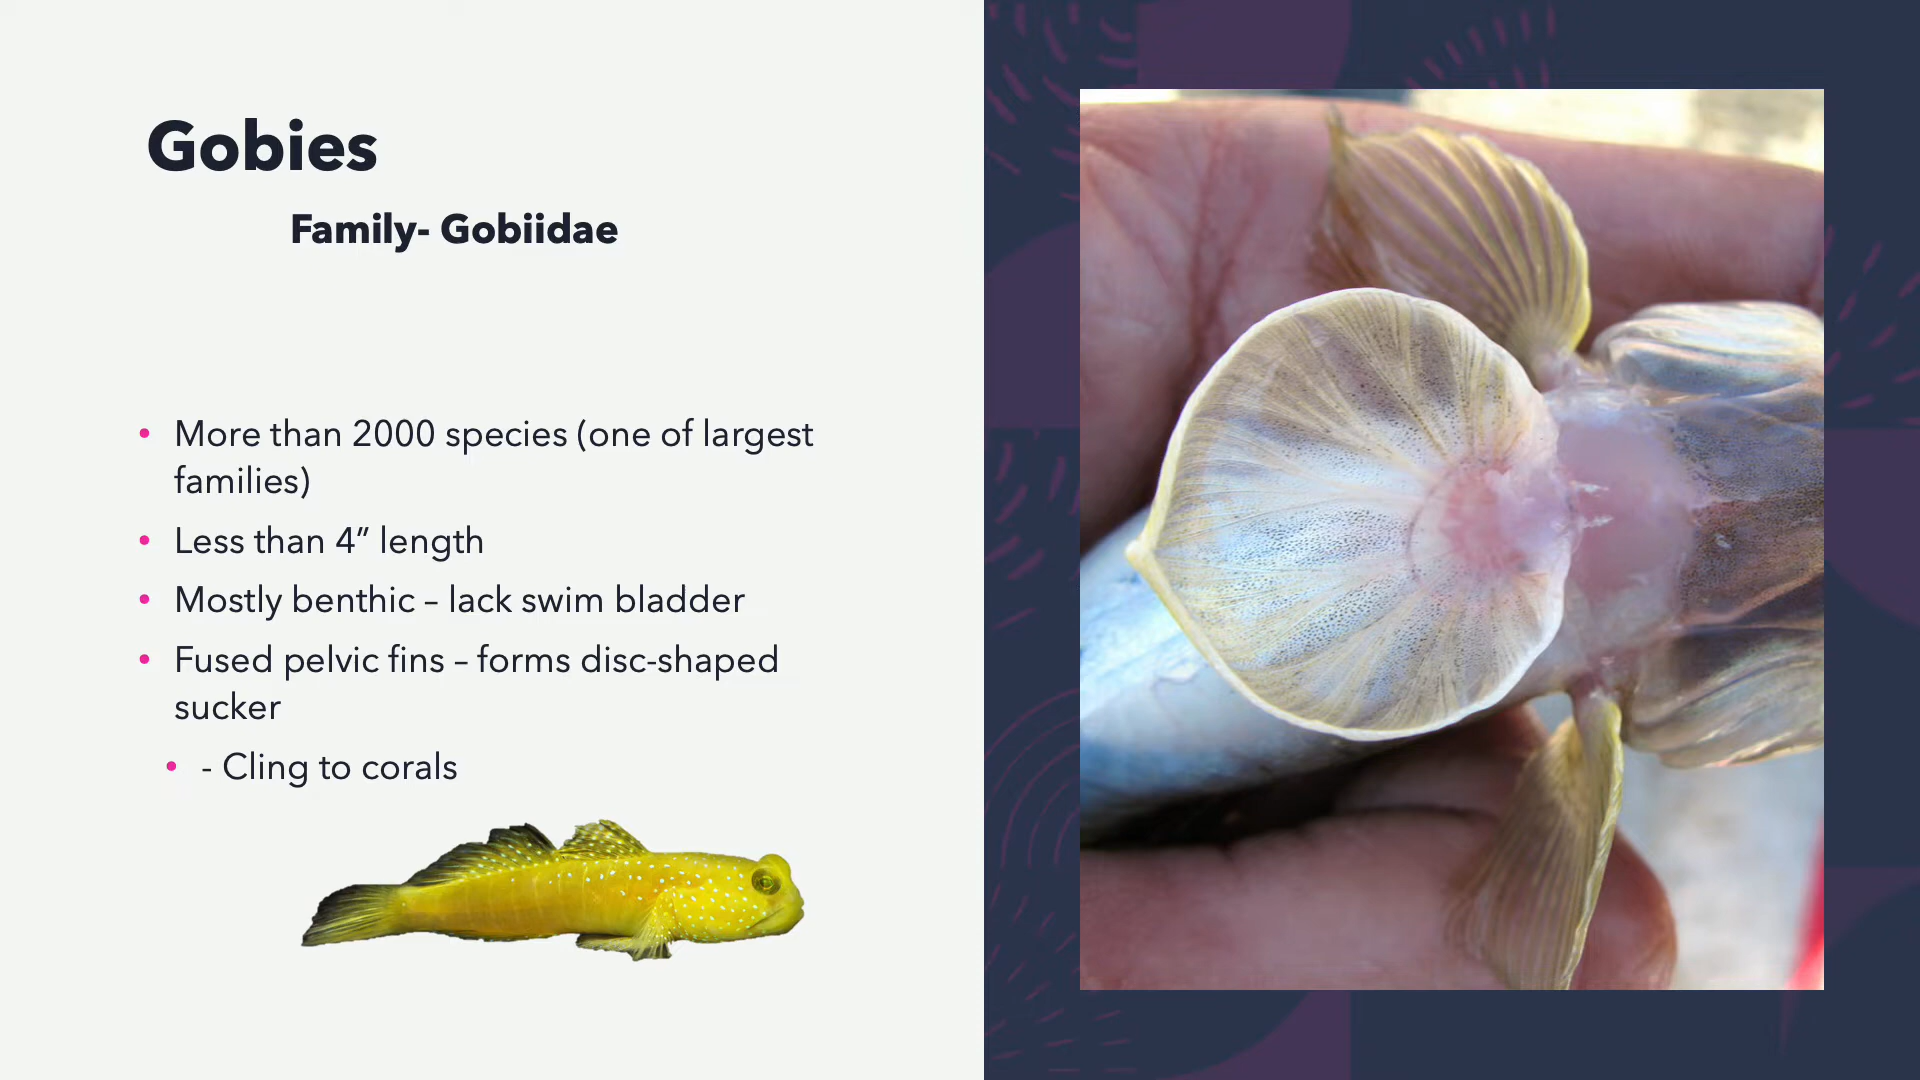 Gobies
Family- Gobiidae
• More than 2000 species (one of largest
families)
• Less than 4” length
• Mostly benthic – lack swim bladder
• Fused pelvic fins – forms disc-shaped
sucker
• - Cling to corals